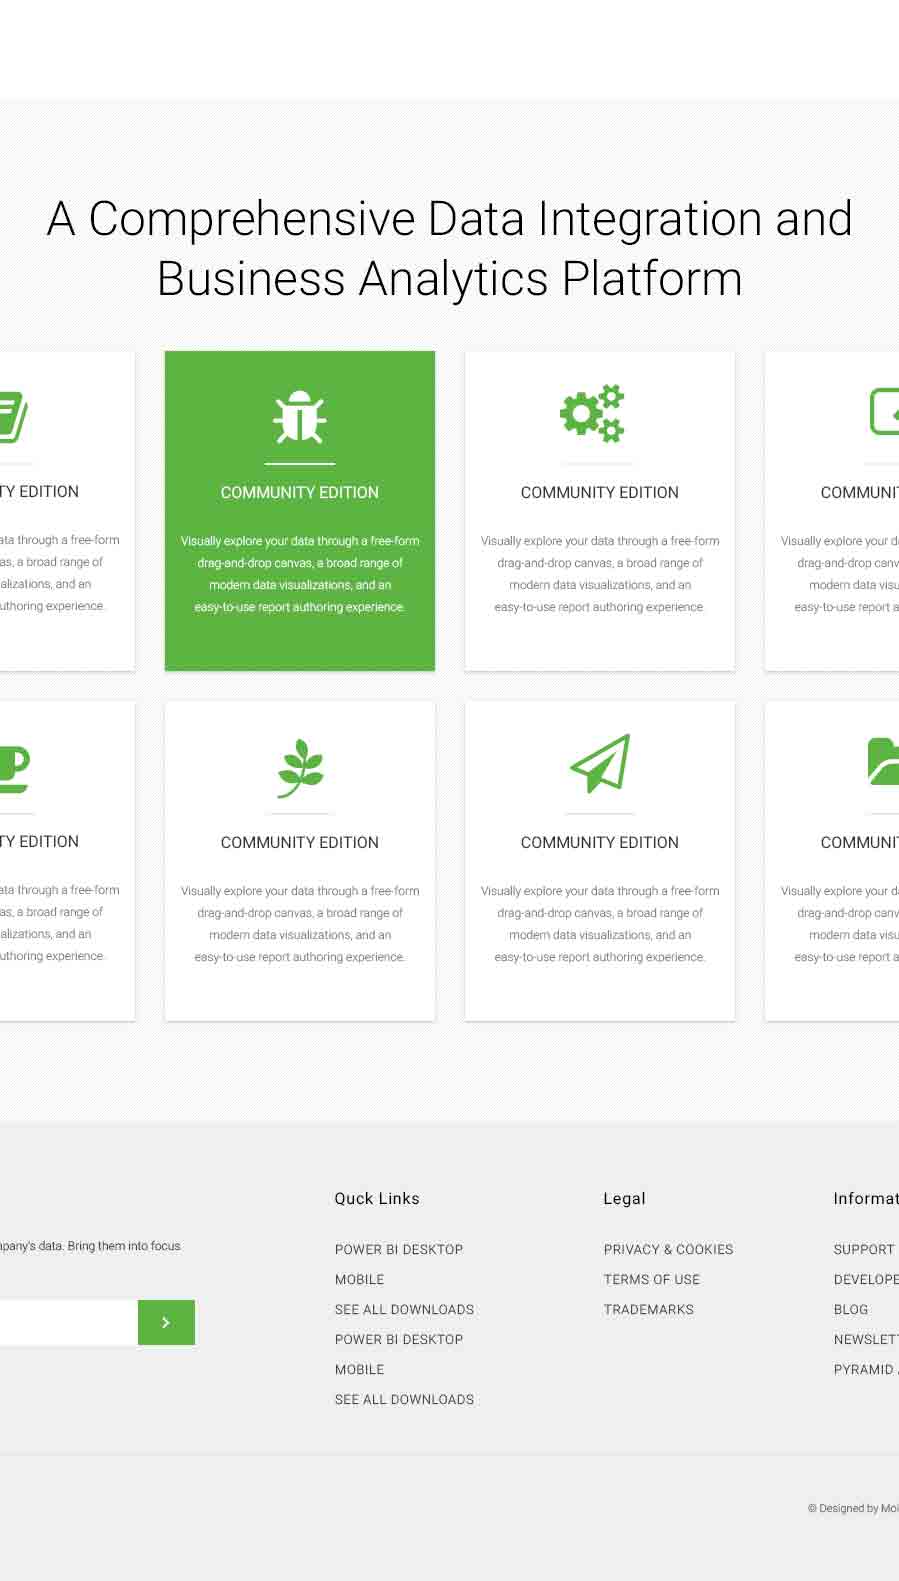 A Comprehensive Data Integration and
Business Analytics Platform
TY EDITION
ata through a free-form
as, a broad range of
alizations, and an
uthoring experience.
COMMUNITY EDITION
Visually explore your data through a free-form
drag-and-drop canvas, a broad range of
modern data visualizations, and an
easy-to-use report authoring experience.
COMMUNITY EDITION
Visually explore your data through a free-form
drag-and-drop canvas, a broad range of
modern data visualizations, and an
easy-to-use report authoring experience.
COMMUNI
Visually explore your d
drag-and-drop canv
modern data visu
easy-to-use report a
TY EDITION
ata through a free-form
as, a broad range of
alizations, and an
uthoring experience.
COMMUNITY EDITION
Visually explore your data through a free-form
drag-and-drop canvas, a broad range of
modern data visualizations, and an
easy-to-use report authoring experience.
COMMUNITY EDITION
Visually explore your data through a free-form
drag-and-drop canvas, a broad range of
modern data visualizations, and an
easy-to-use report authoring experience.
COMMUNI
Visually explore your d
drag-and-drop canv
modern data visu
easy-to-use report a
mpany's data. Bring them into focus
Quck Links
POWER BI DESKTOP
MOBILE
SEE ALL DOWNLOADS
POWER BI DESKTOP
MOBILE
SEE ALL DOWNLOADS
Legal
PRIVACY & COOKIES
TERMS OF USE
TRADEMARKS
Informat
SUPPORT
DEVELOPE
BLOG
NEWSLETT
PYRAMID
© Designed by Mo